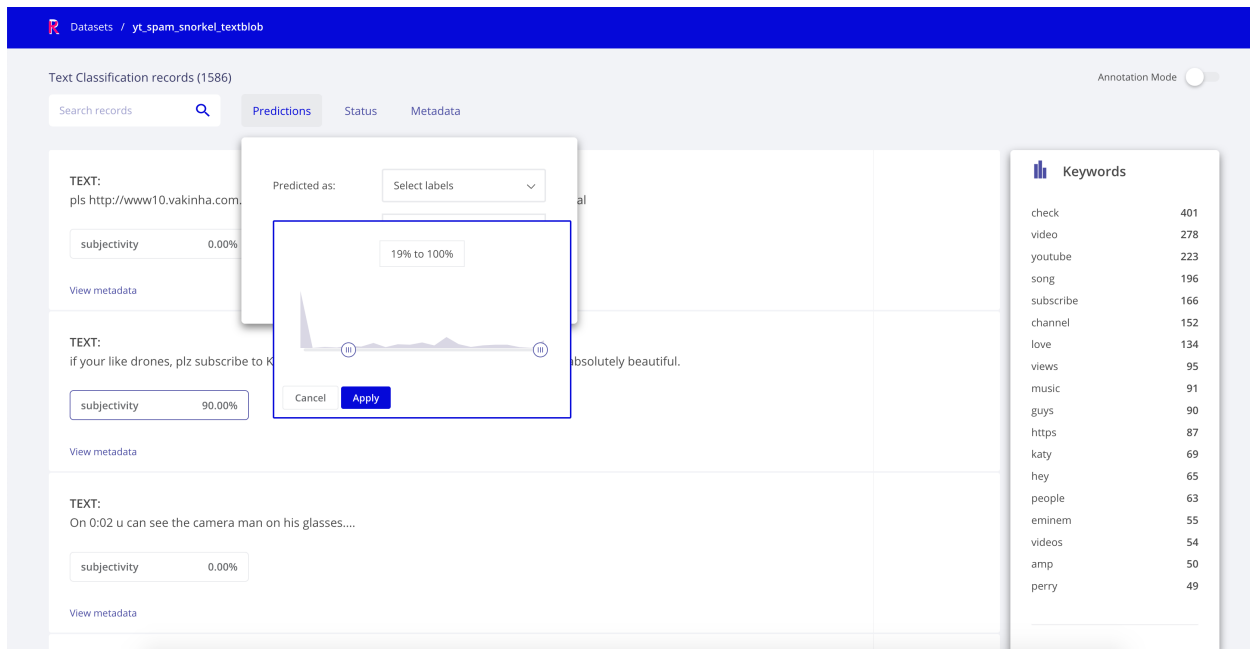 Datasets / yt_spam_snorkel_textblob
Text Classification records (1586)
Annotation Mode
Search records
Predictions
Status
Metadata
Predicted as:
Select labels
19% to 100%
Cancel
Apply
TEXT:
pls http://www10.vakinha.com.
subjectivity 0.00%
View metadata
TEXT:
if your like drones, plz subscribe to K
absolutely beautiful.
subjectivity 90.00%
View metadata
TEXT:
On 0:02 u can see the camera man on his glasses....
subjectivity 0.00%
View metadata
Keywords
check 401
video 278
youtube 223
song 196
subscribe 166
channel 152
love 134
views 95
music 91
guys 90
https 87
katy 69
hey 65
people 63
eminem 55
videos 54
amp 50
perry 49